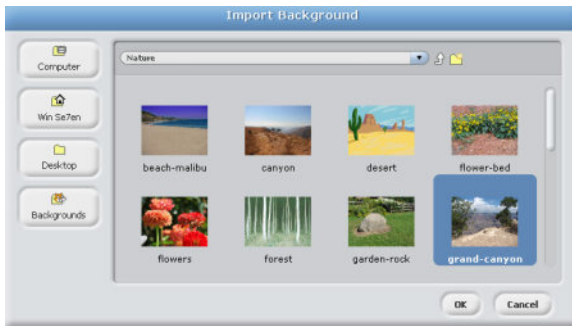 Import Background
Computer
Win Se7en
Desktop
Backgrounds
Nature
beach-malibu canyon desert flower-bed
flowers forest garden-rock grand-canyon
OK Cancel